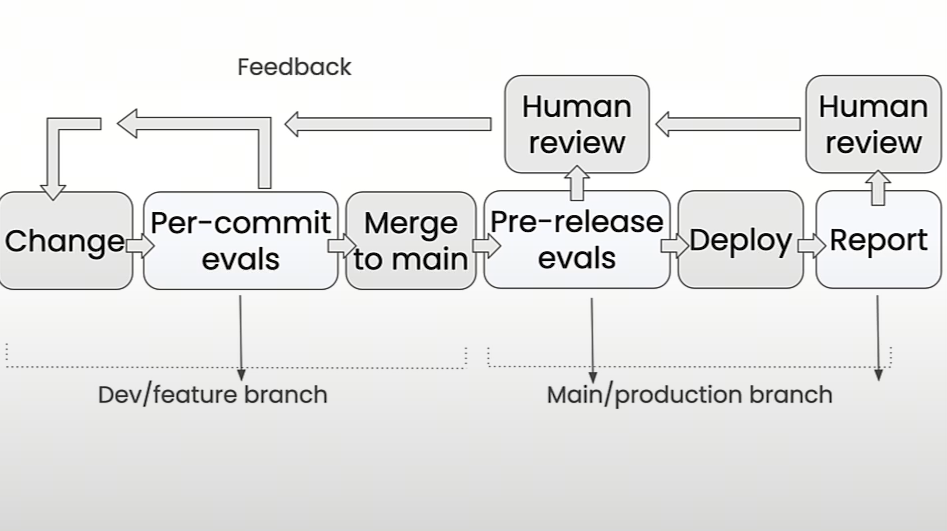 Feedback
Human
review
Human
review
Change
Per-commit
evals
Merge
to main
Pre-release
evals
Deploy
Report
Dev/feature branch
Main/production branch